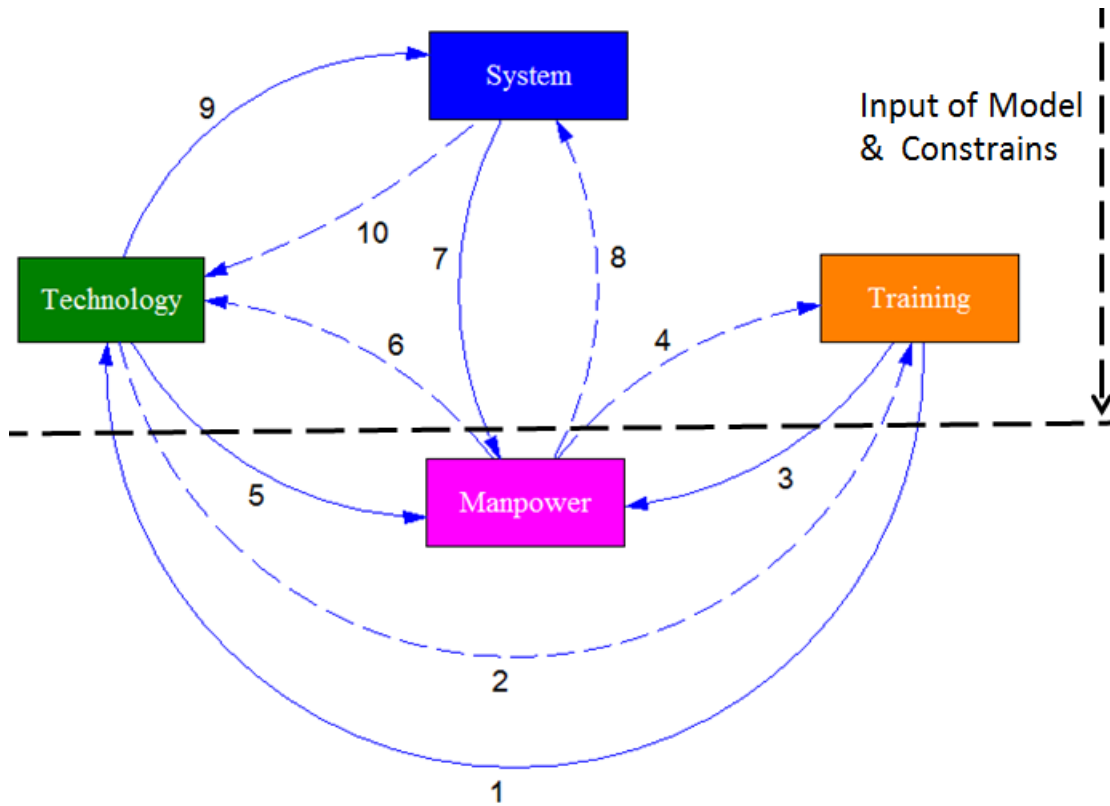 System
9
Input of Model
& Constrains
10
7
8
Technology
Training
6
4
5
Manpower
3
2
1